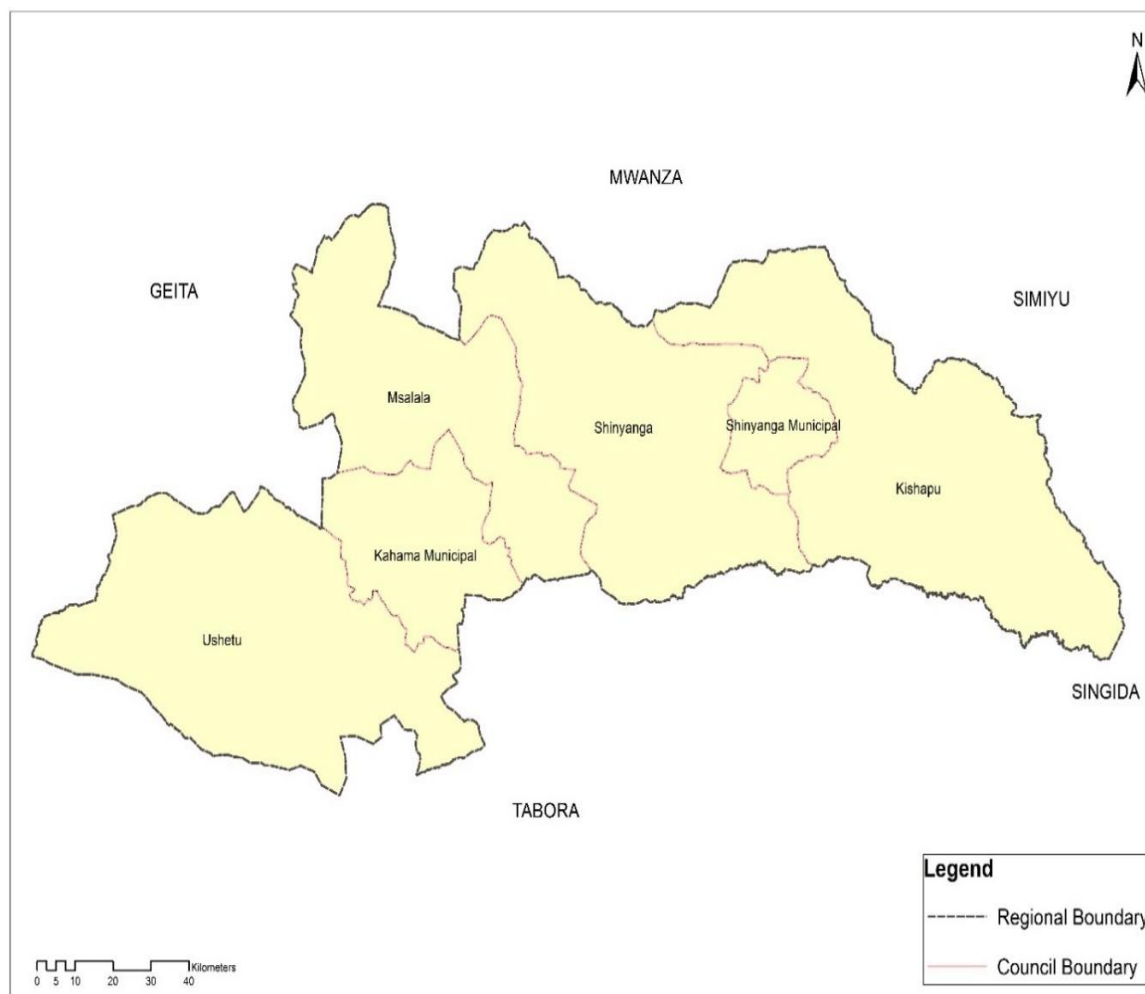 N
MWANZA
GEITA
SIMIYU
Msalala
Shinyanga
Shinyanga Municipal
Kishapu
Kahama Municipal
Ushetu
SINGIDA
TABORA
Legend
Regional Boundary
Council Boundary
Kilometers
0 5 10 20 30 40